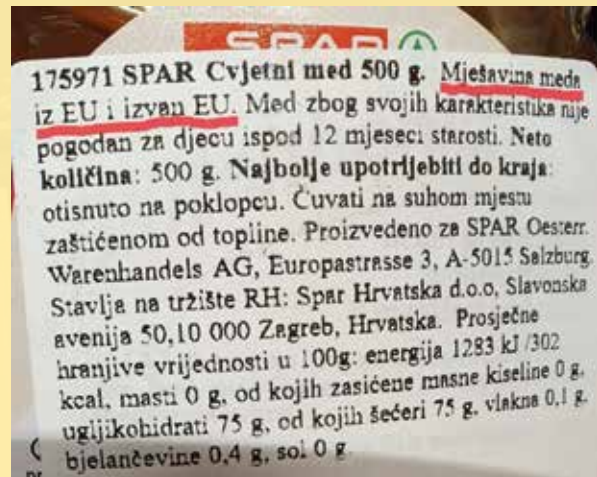 SPAR
175971 SPAR Cvjetni med 500 g. Mješavina meda
iz EU i izvan EU. Med zbog svojih karakteristika nije
pogodan za djecu ispod 12 mjeseci starosti. Neto
količina: 500 g. Najbolje upotrijebiti do kraja:
otisnuto na poklopcu. Čuvati na suhom mjestu
zaštićenom od topline. Proizvedeno za SPAR Oesterr.
Warenhandels AG, Europastrasse 3, A-5015 Salzburg.
Stavlja na tržište RH: Spar Hrvatska d.o.o, Slavonska
avenija 50,10 000 Zagreb, Hrvatska. Prosječne
hranjive vrijednosti u 100g: energija 1283 kJ /302
kcal, masti 0 g, od kojih zasićene masne kiseline 0 g,
ugljikohidrati 75 g, od kojih šećeri 75 g, vlakna 0,1 g,
bjelančevine 0,4 g, sol 0 g